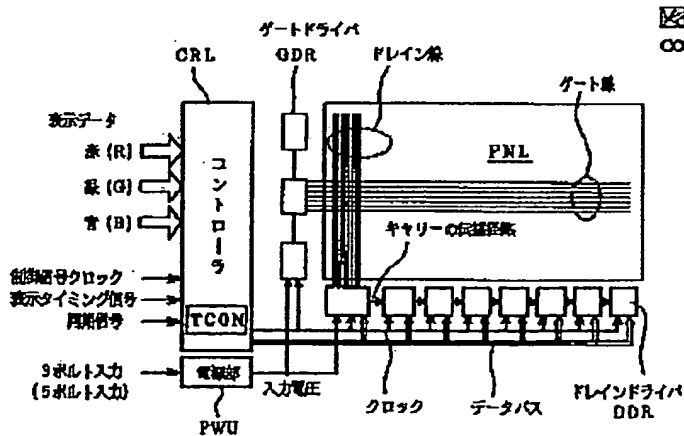 ゲートドライバ
CRL
GDR
ドレイン線
ゲート線
表示データ
赤 (R)
緑 (G)
青 (B)
コントローラ
PNL
キャリーの伝搬経路
制御信号クロック
表示タイミング信号
同期信号
TCON
3ボルト入力
(5ボルト入力)
電源部
入力電圧
クロック
データバス
ドレインドライバ
DDR
PWU